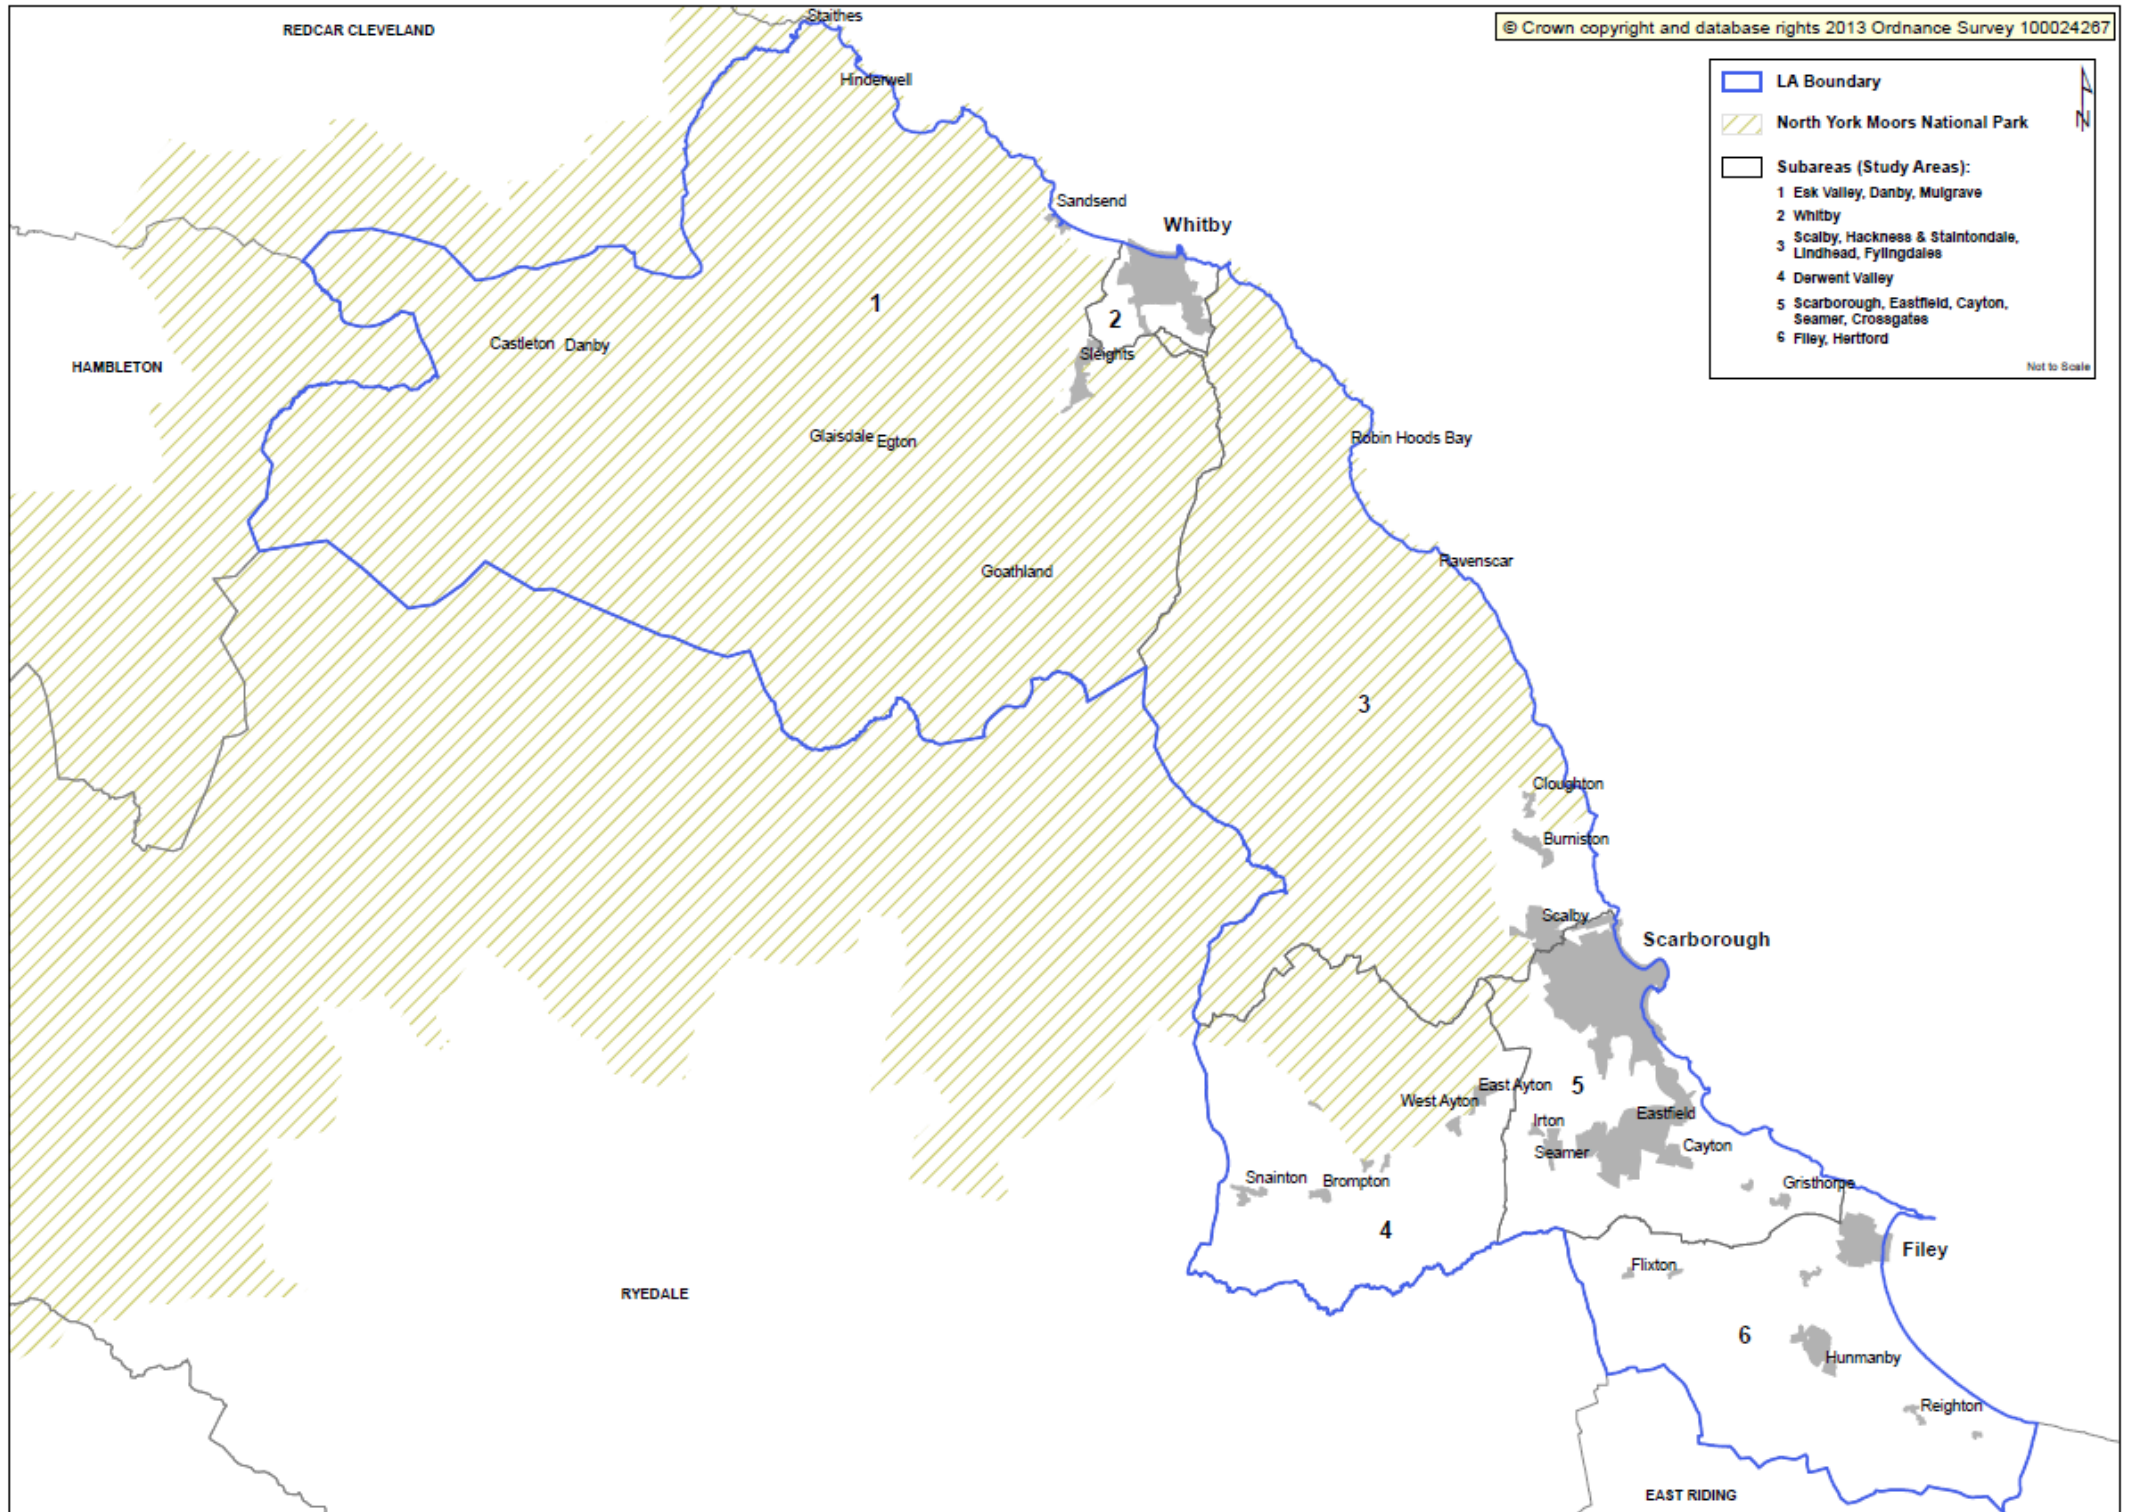 Staithes
REDCAR CLEVELAND
© Crown copyright and database rights 2013 Ordnance Survey 100024267
LA Boundary
North York Moors National Park
N
Subareas (Study Areas):
1 Esk Valley, Danby, Mulgrave
2 Whitby
3 Scalby, Hackness & Staintondale,
Lindhead, Fylingdales
4 Derwent Valley
5 Scarborough, Eastfield, Cayton,
Seamer, Crossgates
6 Filey, Hertford
Not to Scale
Hinderwell
Sandsend
Whitby
1
2
Castleton Danby
Sleights
HAMBLETON
Glaisdale Egton
Robin Hoods Bay
Ravenscar
Goathland
3
Cloughton
Burniston
Scalby
Scarborough
East Ayton
5
West Ayton
Irton
Eastfield
Seamer
Cayton
Snainton
Brompton
Gristhorpe
4
Filey
Flixton
RYEDALE
6
Hunmanby
Reighton
EAST RIDING